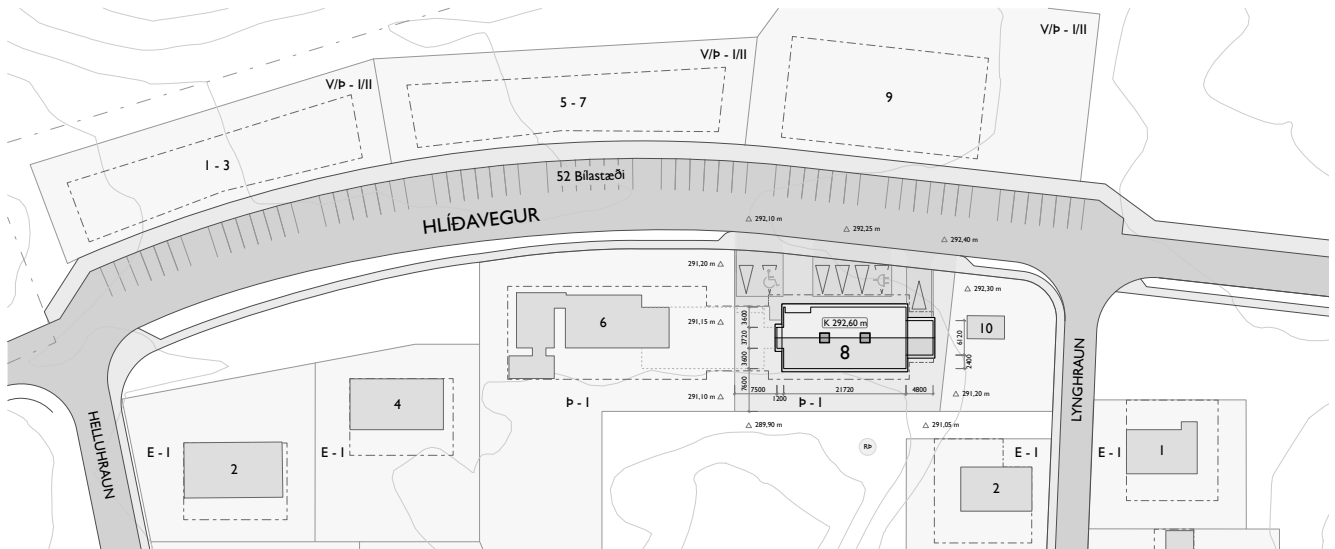 V/Þ - I/II
V/Þ - I/II
V/Þ - I/II
1 - 3
5 - 7
9
52 Bílastæði
HLÍÐAVEGUR
292,10 m
292,25 m
292,40 m
291,20 m
292,30 m
291,15 m
6
K 292,60 m
8
10
3600
3720
3600
7600
6120
2400
7500
1200
21720
4800
291,10 m
Þ - I
Þ - I
291,20 m
289,90 m
291,05 m
RÞ
HELLUHRAUN
E - I
2
E - I
4
E - I
2
LYNGHRAUN
E - I
1